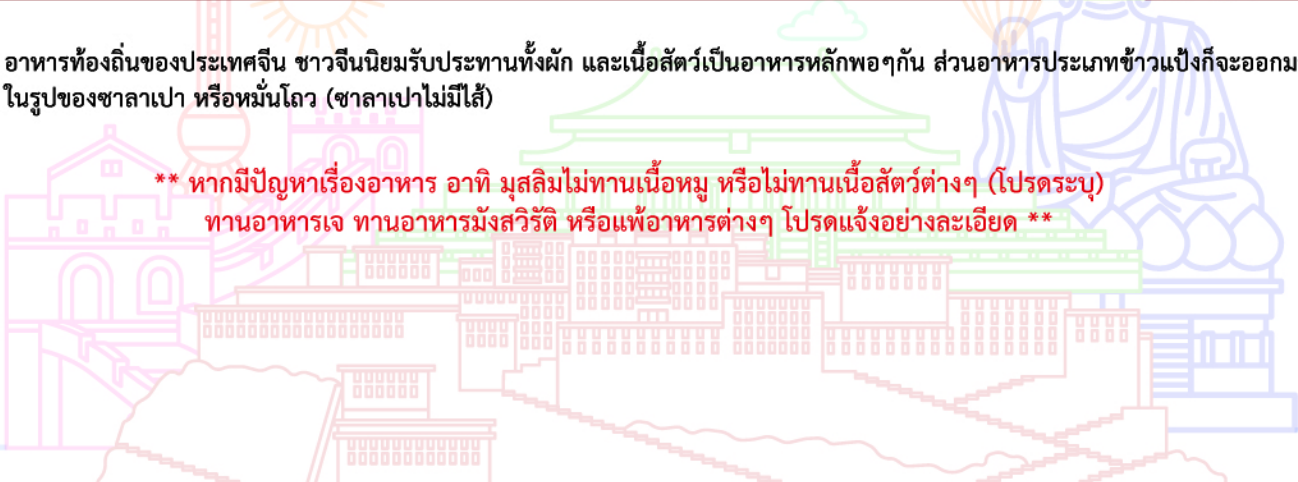 อาหารท้องถิ่นของประเทศจีน ชาวจีนนิยมรับประทานทั้งผัก และเนื้อสัตว์เป็นอาหารหลักพอๆกัน ส่วนอาหารประเภทข้าวแป้งก็จะออกม
ในรูปของซาลาเปา หรือหมั่นโถว (ซาลาเปาไม่มีไส้)
** หากมีปัญหาเรื่องอาหาร อาทิ มุสลิมไม่ทานเนื้อหมู หรือไม่ทานเนื้อสัตว์ต่างๆ (โปรดระบุ)
ทานอาหารเจ ทานอาหารมังสวิรัติ หรือแพ้อาหารต่างๆ โปรดแจ้งอย่างละเอียด **